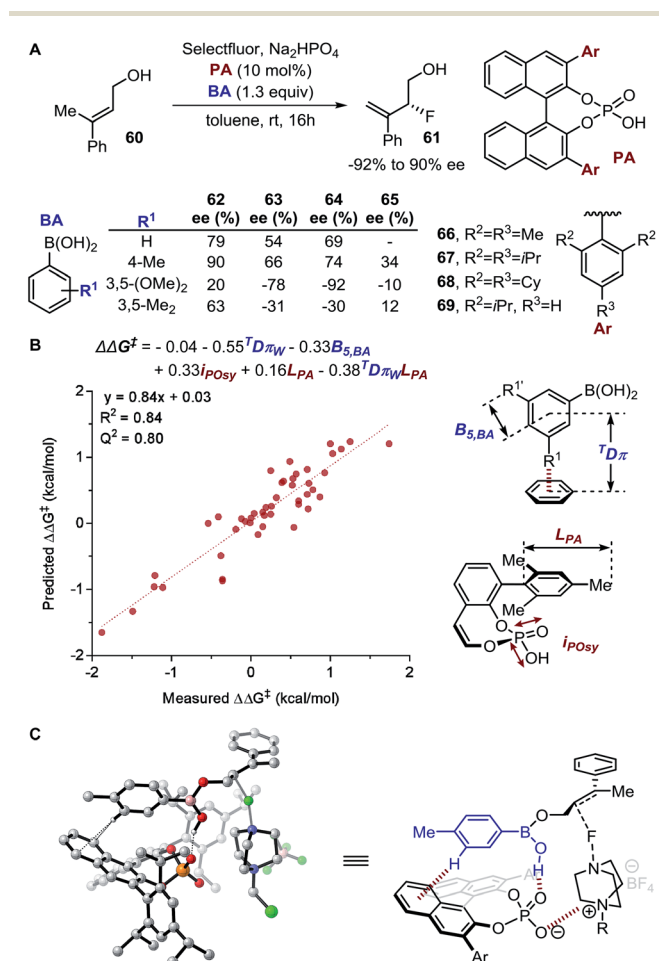 A
Selectfluor, Na₂HPO₄
PA (10 mol%)
BA (1.3 equiv)
toluene, rt, 16h
OH
Me
Ph
60
OH
F
Ph
61
-92% to 90% ee
Ar
O
O
P
O
OH
Ar
PA
BA
B(OH)₂
R¹
R¹ 62 ee (%) 63 ee (%) 64 ee (%) 65 ee (%)
H 79 54 69 -
4-Me 90 66 74 34
3,5-(OMe)₂ 20 -78 -92 -10
3,5-Me₂ 63 -31 -30 12
66, R²=R³=Me
67, R²=R³=iPr
68, R²=R³=Cy
69, R²=iPr, R³=H
R²
R²
R³
Ar
B
ΔΔG‡ = - 0.04 - 0.55ᵀDπ_W - 0.33B₅,BA
+ 0.33i_POsy + 0.16L_PA - 0.38ᵀDπ_W L_PA
y = 0.84x + 0.03
R² = 0.84
Q² = 0.80
Predicted ΔΔG‡ (kcal/mol)
2
1
0
-1
-2
-2 -1 0 1 2
Measured ΔΔG‡ (kcal/mol)
R¹'
B(OH)₂
B₅,BA
R¹
ᵀDπ
L_PA
Me
Me
Me
O
P
O
O
OH
i_POsy
C
Me
B
O
O
H
H
Me
F
N
N
⊕
R
⊖
BF₄
A
O
O
P
O
O
⊖
Ar